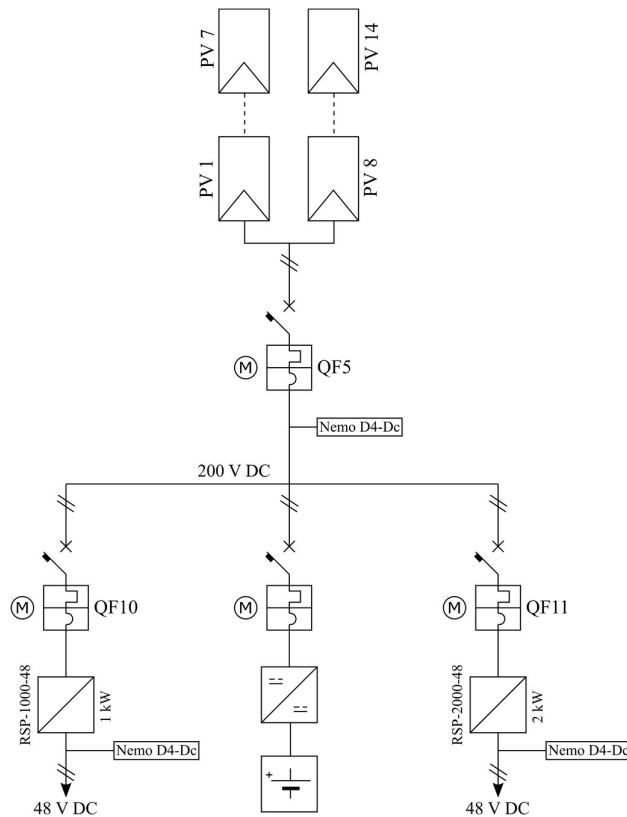 PV 7
PV 14
PV 1
PV 8
M
QF5
Nemo D4-Dc
200 V DC
M
QF10
M
M
QF11
RSP-1000-48
1 kW
RSP-2000-48
2 kW
Nemo D4-Dc
Nemo D4-Dc
+
48 V DC
48 V DC